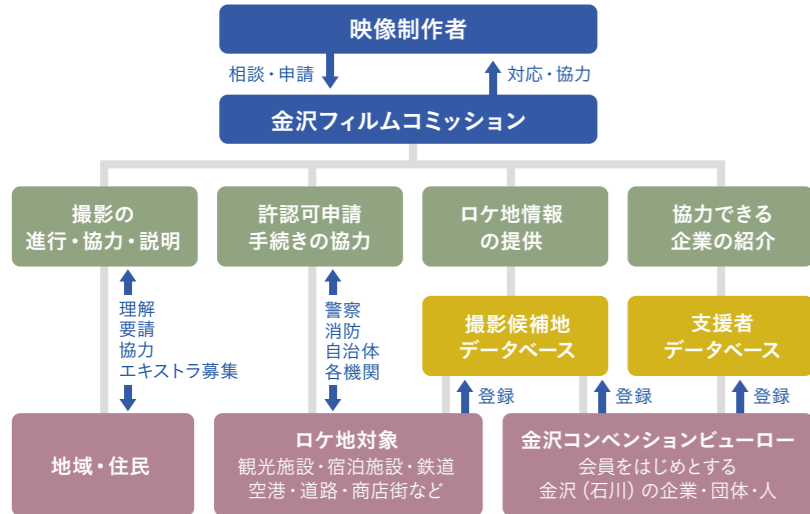 映像制作者
相談・申請
対応・協力
金沢フィルムコミッション
撮影の
進行・協力・説明
許認可申請
手続きの協力
ロケ地情報
の提供
協力できる
企業の紹介
理解
要請
協力
エキストラ募集
警察
消防
自治体
各機関
撮影候補地
データベース
支援者
データベース
登録
登録
登録
地域・住民
ロケ地対象
観光施設・宿泊施設・鉄道
空港・道路・商店街など
金沢コンベンションビューロー
会員をはじめとする
金沢（石川）の企業・団体・人